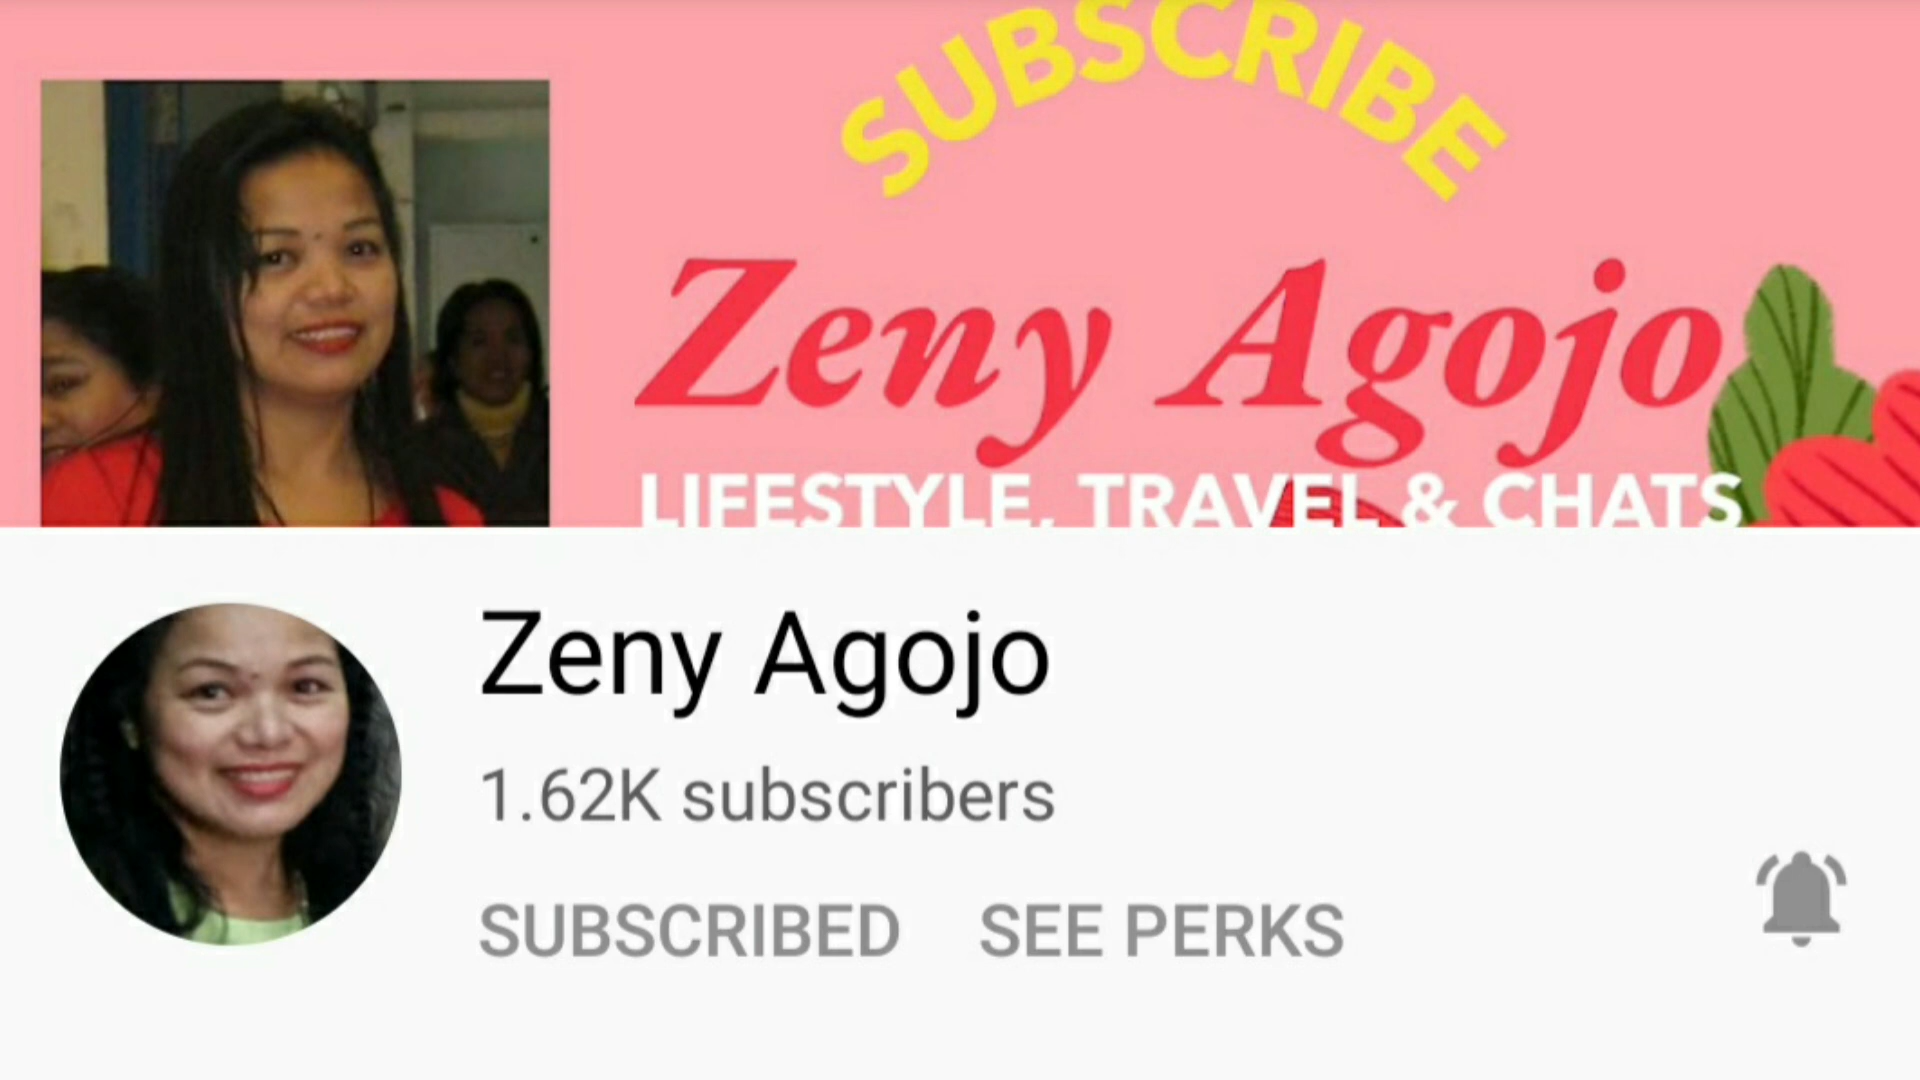 SUBSCRIBE
Zeny Agojo
LIFESTYLE, TRAVEL & CHATS
Zeny Agojo
1.62K subscribers
SUBSCRIBED SEE PERKS